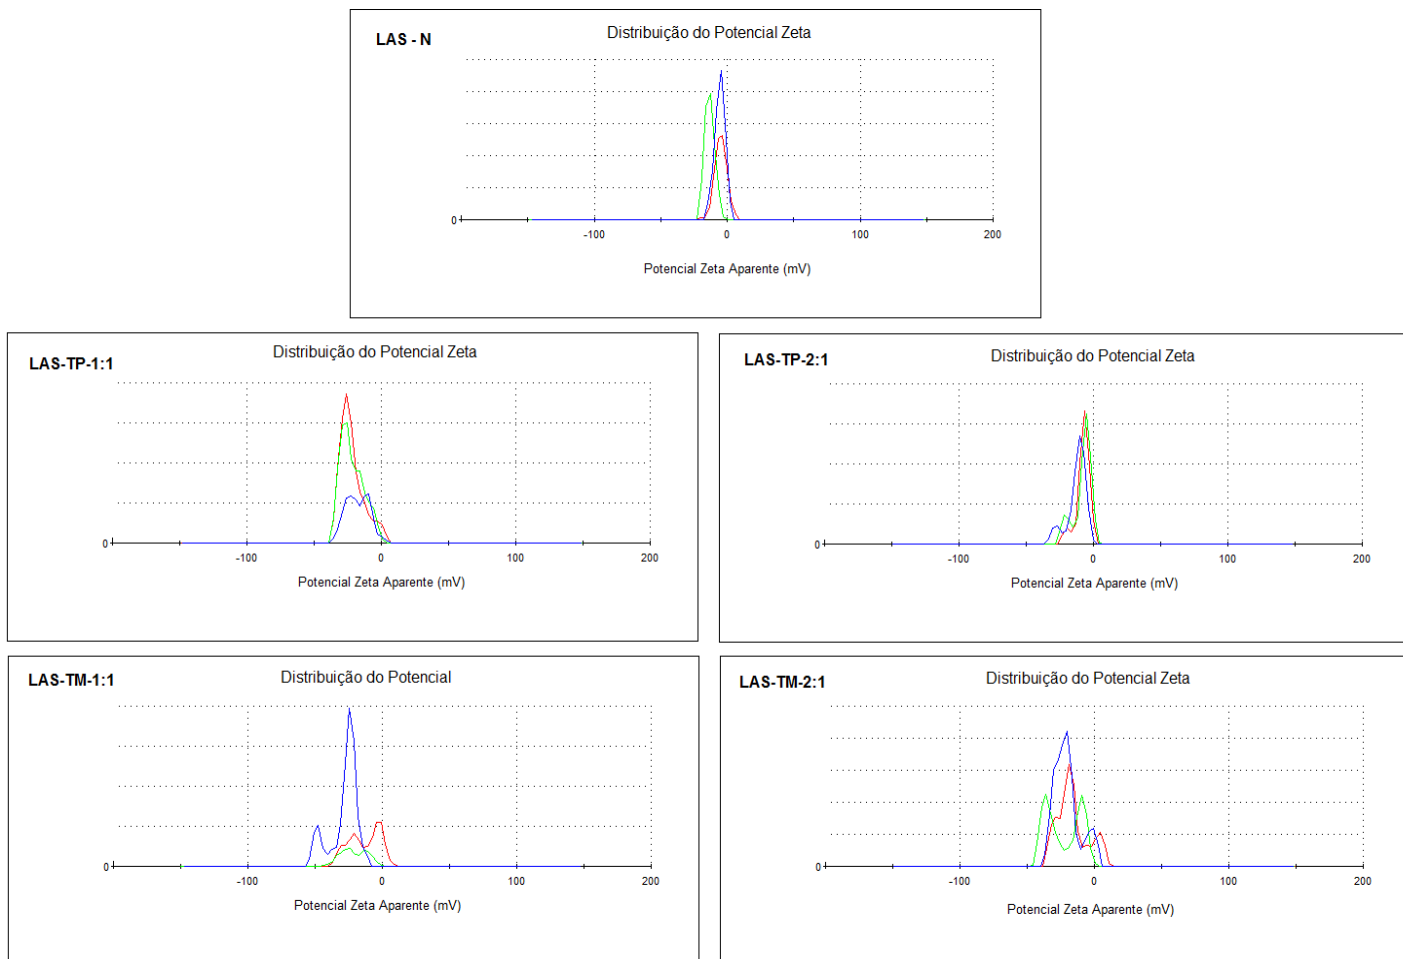 LAS - N
Distribuição do Potencial Zeta
0
-100 0 100 200
Potencial Zeta Aparente (mV)
LAS-TP-1:1
Distribuição do Potencial Zeta
0
-100 0 100 200
Potencial Zeta Aparente (mV)
LAS-TP-2:1
Distribuição do Potencial Zeta
0
-100 0 100 200
Potencial Zeta Aparente (mV)
LAS-TM-1:1
Distribuição do Potencial
0
-100 0 100 200
Potencial Zeta Aparente (mV)
LAS-TM-2:1
Distribuição do Potencial Zeta
0
-100 0 100 200
Potencial Zeta Aparente (mV)